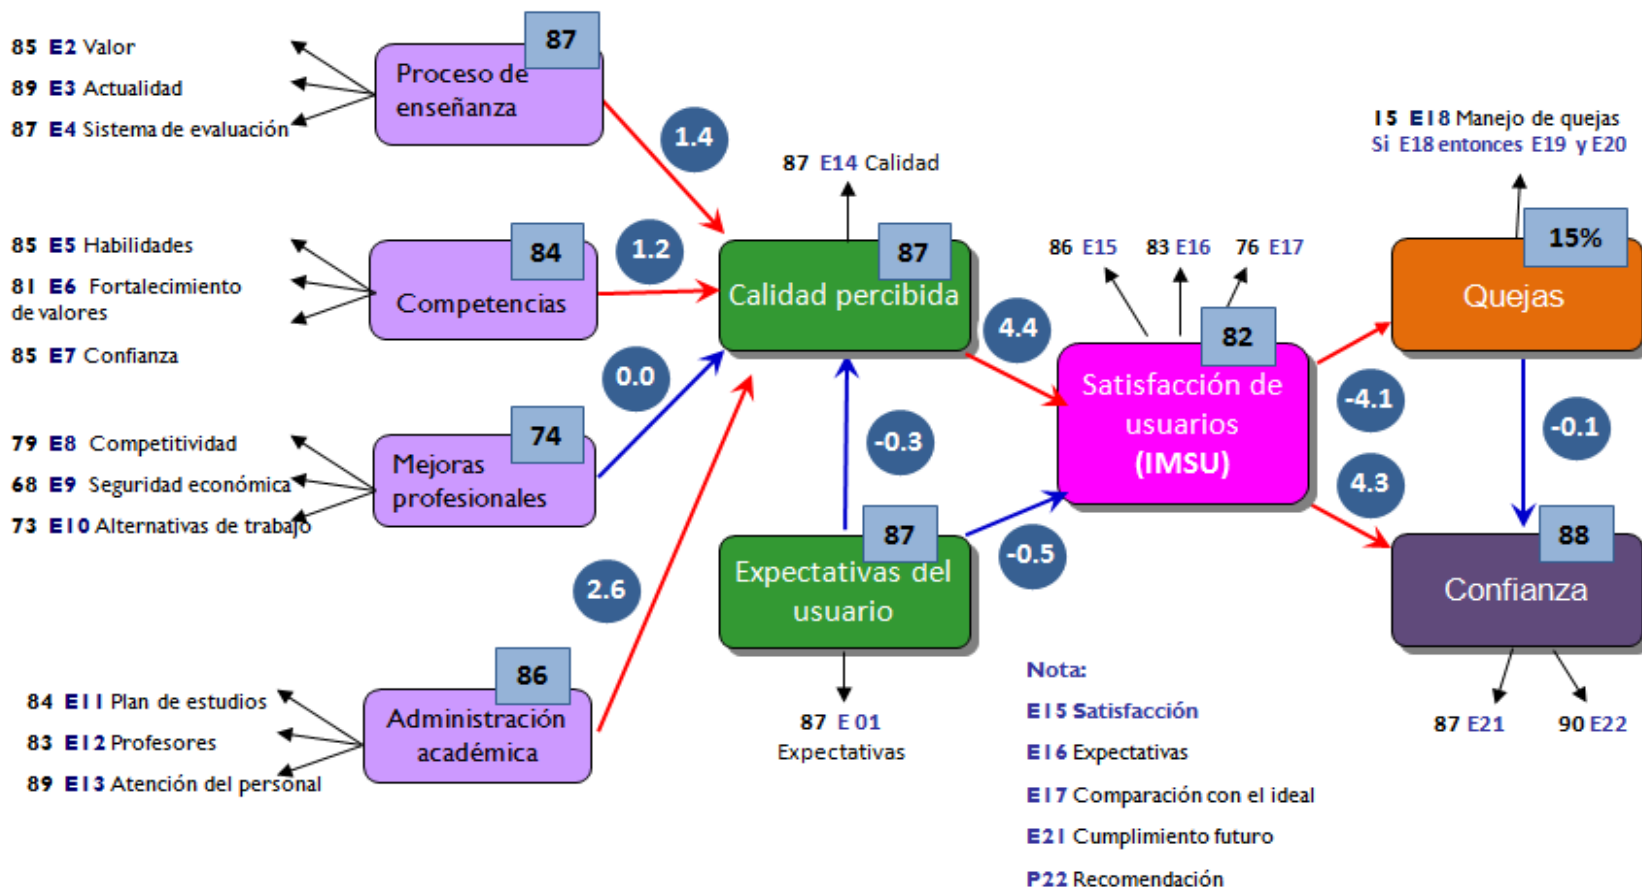 85 E2 Valor
89 E3 Actualidad
87 E4 Sistema de evaluación
87
Proceso de
enseñanza
1.4
85 E5 Habilidades
81 E6 Fortalecimiento
de valores
85 E7 Confianza
84
Competencias
1.2
79 E8 Competitividad
68 E9 Seguridad económica
73 E10 Alternativas de trabajo
74
Mejoras
profesionales
0.0
84 E11 Plan de estudios
83 E12 Profesores
89 E13 Atención del personal
86
Administración
académica
2.6
87 E14 Calidad
87
Calidad percibida
4.4
-0.3
87
Expectativas del
usuario
-0.5
87 E 01
Expectativas
86 E15 83 E16 76 E17
82
Satisfacción de
usuarios
(IMSU)
-4.1
4.3
15 E18 Manejo de quejas
Si E18 entonces E19 y E20
15%
Quejas
-0.1
88
Confianza
87 E21 90 E22
Nota:
E15 Satisfacción
E16 Expectativas
E17 Comparación con el ideal
E21 Cumplimiento futuro
P22 Recomendación